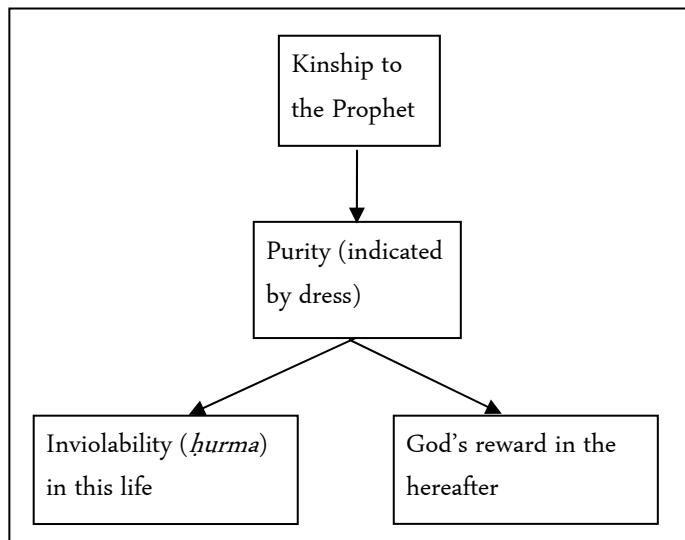 Kinship to
the Prophet
Purity (indicated
by dress)
Inviolability (ḥurma)
in this life
God’s reward in the
hereafter